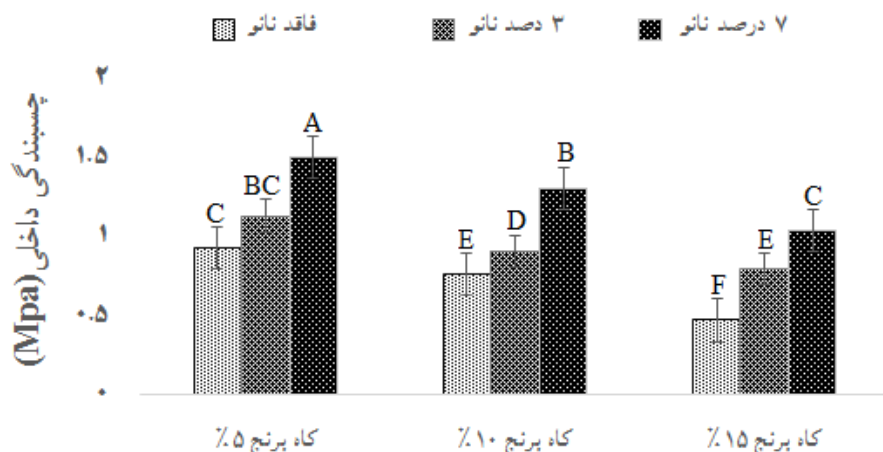 فاقد نانو
۳ دصد نانو
۷ درصد نانو
چسبندگی داخلی (Mpa)
۲
۱.۵
۱
۰.۵
۰
C
BC
A
E
D
B
F
E
C
کاه برنج ۵٪
کاه برنج ۱۰٪
کاه برنج ۱۵٪